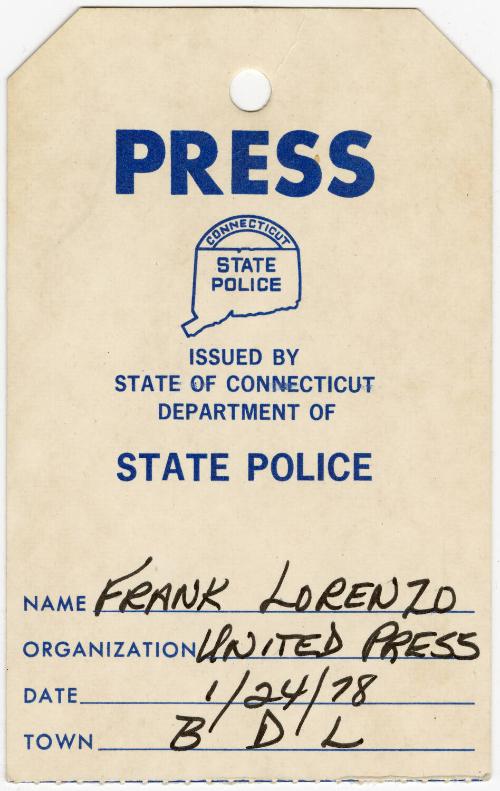 PRESS
CONNECTICUT
STATE
POLICE
ISSUED BY
STATE OF CONNECTICUT
DEPARTMENT OF
STATE POLICE
NAME FRANK LORENZO
ORGANIZATION UNITED PRESS
DATE 1/24/78
TOWN B D L